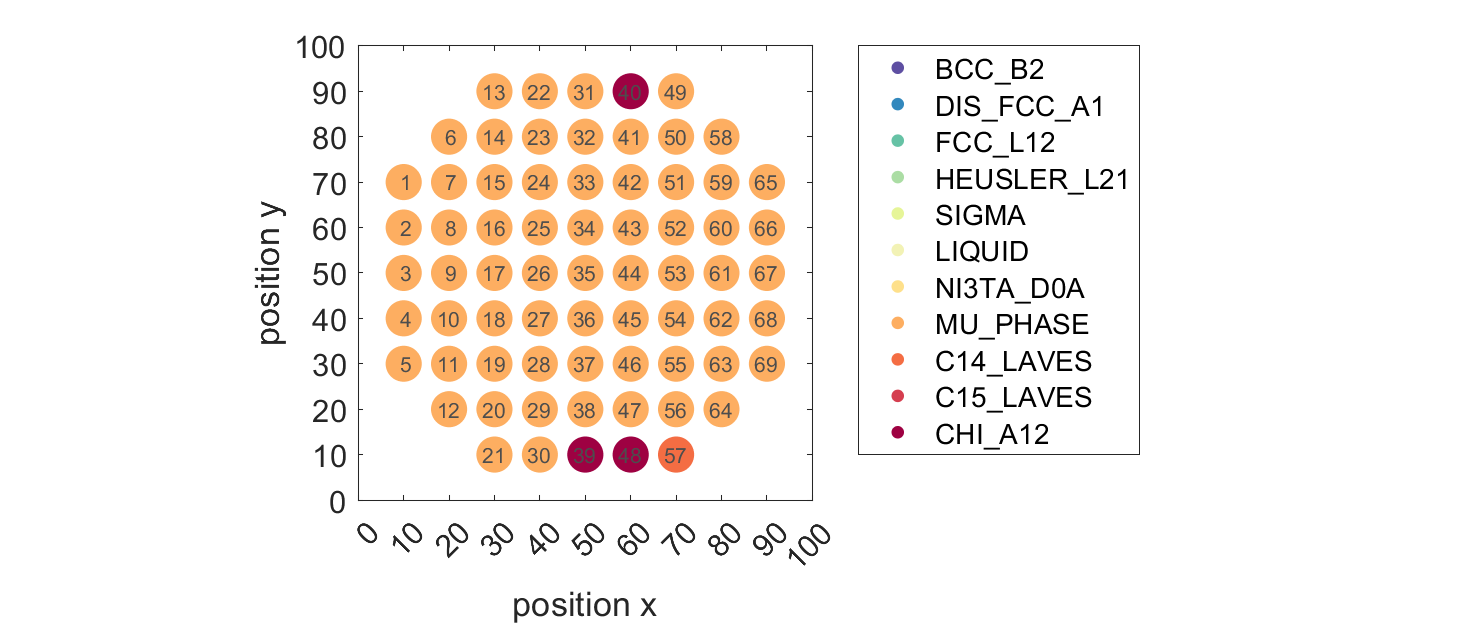 100
90
80
70
60
50
40
30
20
10
0
position y
13 22 31 40 49
6 14 23 32 41 50 58
1 7 15 24 33 42 51 59 65
2 8 16 25 34 43 52 60 66
3 9 17 26 35 44 53 61 67
4 10 18 27 36 45 54 62 68
5 11 19 28 37 46 55 63 69
12 20 29 38 47 56 64
21 30 39 48 57
0 10 20 30 40 50 60 70 80 90 100
position x
BCC_B2
DIS_FCC_A1
FCC_L12
HEUSLER_L21
SIGMA
LIQUID
NI3TA_D0A
MU_PHASE
C14_LAVES
C15_LAVES
CHI_A12